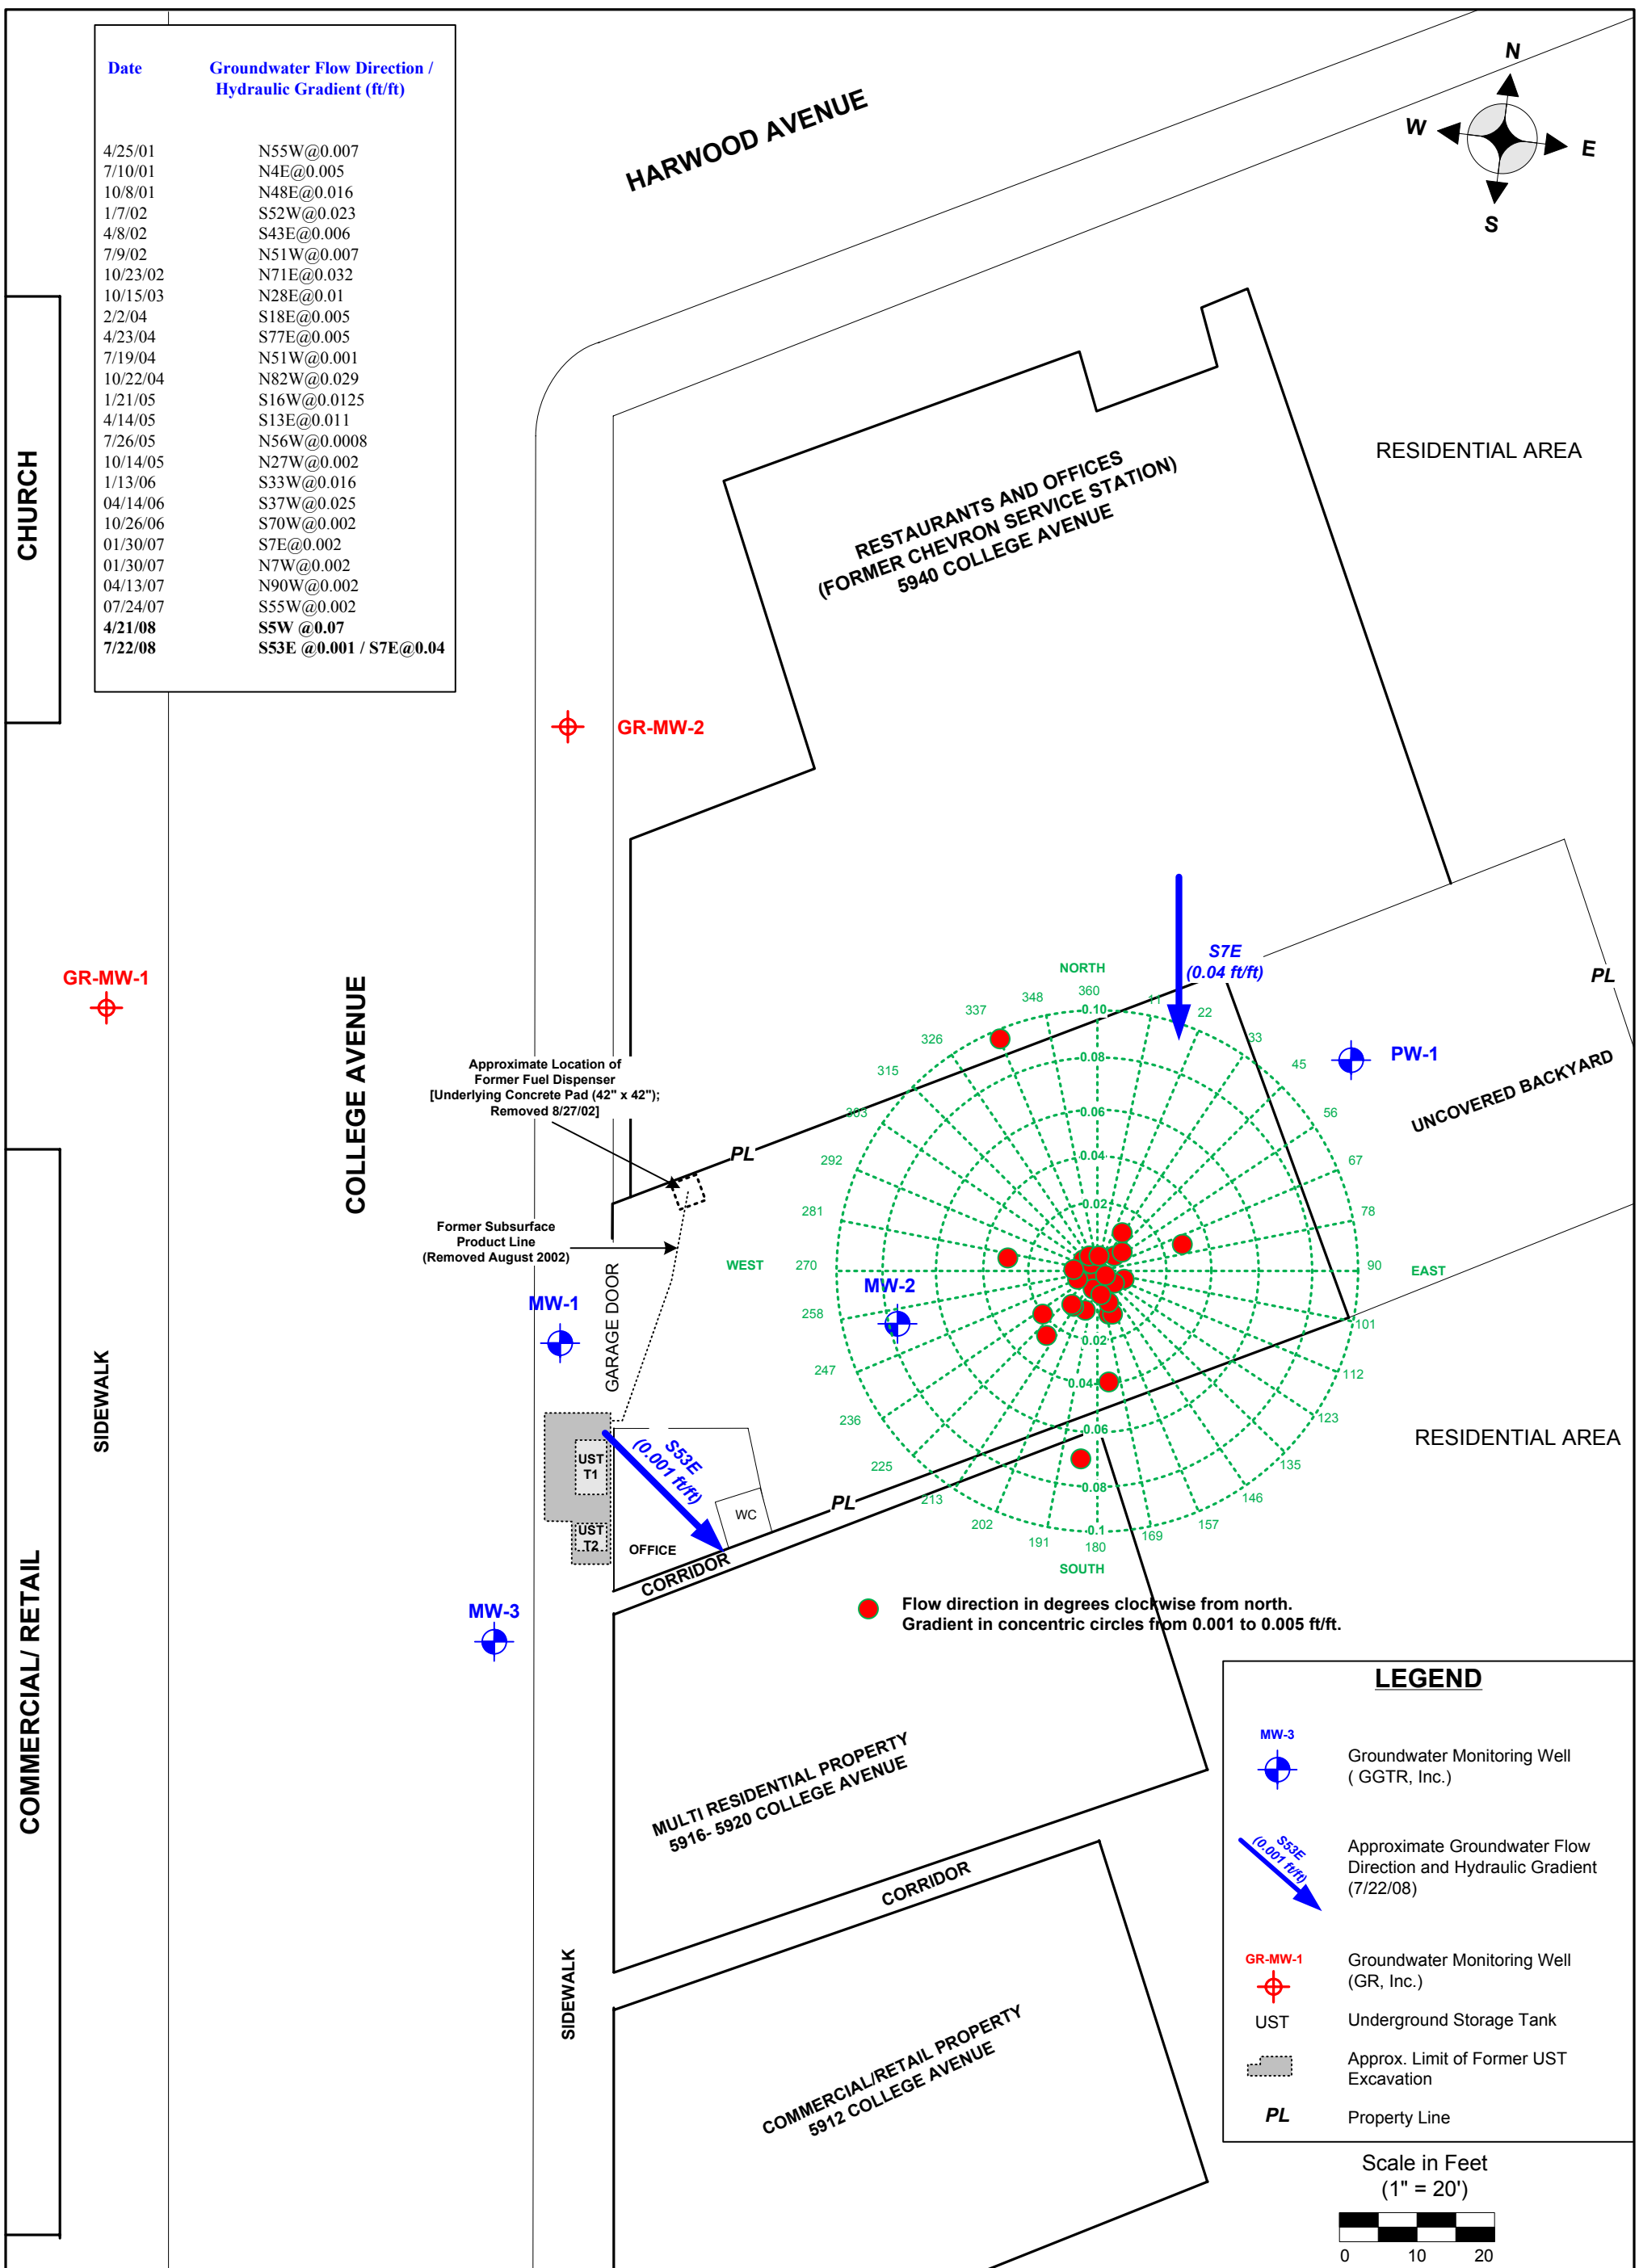 Date Groundwater Flow Direction /
Hydraulic Gradient (ft/ft)
4/25/01 N55W@0.007
7/10/01 N4E@0.005
10/8/01 N48E@0.016
1/7/02 S52W@0.023
4/8/02 S43E@0.006
7/9/02 N51W@0.007
10/23/02 N71E@0.032
10/15/03 N28E@0.01
2/2/04 S18E@0.005
4/23/04 S77E@0.005
7/19/04 N51W@0.001
10/22/04 N82W@0.029
1/21/05 S16W@0.0125
4/14/05 S13E@0.011
7/26/05 N56W@0.0008
10/14/05 N27W@0.002
1/13/06 S33W@0.016
04/14/06 S37W@0.025
10/26/06 S70W@0.002
01/30/07 S7E@0.002
01/30/07 N7W@0.002
04/13/07 N90W@0.002
07/24/07 S55W@0.002
4/21/08 S5W @0.07
7/22/08 S53E @0.001 / S7E@0.04
HARWOOD AVENUE
N
W
E
S
CHURCH
RESIDENTIAL AREA
RESTAURANTS AND OFFICES
(FORMER CHEVRON SERVICE STATION)
5940 COLLEGE AVENUE
GR-MW-2
GR-MW-1
COLLEGE AVENUE
S7E
(0.04 ft/ft)
PL
PW-1
UNCOVERED BACKYARD
Approximate Location of
Former Fuel Dispenser
[Underlying Concrete Pad (42" x 42");
Removed 8/27/02]
PL
Former Subsurface
Product Line
(Removed August 2002)
NORTH
360
11
22
33
45
56
67
78
90
EAST
101
112
123
135
146
157
169
180
SOUTH
191
202
213
225
236
247
258
270
WEST
281
292
303
315
326
337
348
0.10
0.08
0.06
0.04
0.02
0.02
0.04
0.06
0.08
0.1
MW-2
MW-1
GARAGE DOOR
SIDEWALK
UST
T1
UST
T2
S53E
(0.001 ft/ft)
WC
OFFICE
PL
CORRIDOR
RESIDENTIAL AREA
MW-3
COMMERCIAL/ RETAIL
Flow direction in degrees clockwise from north.
Gradient in concentric circles from 0.001 to 0.005 ft/ft.
MULTI RESIDENTIAL PROPERTY
5916- 5920 COLLEGE AVENUE
CORRIDOR
SIDEWALK
COMMERCIAL/RETAIL PROPERTY
5912 COLLEGE AVENUE
LEGEND
MW-3
Groundwater Monitoring Well
( GGTR, Inc.)
S53E
(0.001 ft/ft)
Approximate Groundwater Flow
Direction and Hydraulic Gradient
(7/22/08)
GR-MW-1
Groundwater Monitoring Well
(GR, Inc.)
UST Underground Storage Tank
Approx. Limit of Former UST
Excavation
PL Property Line
Scale in Feet
(1" = 20')
0 10 20